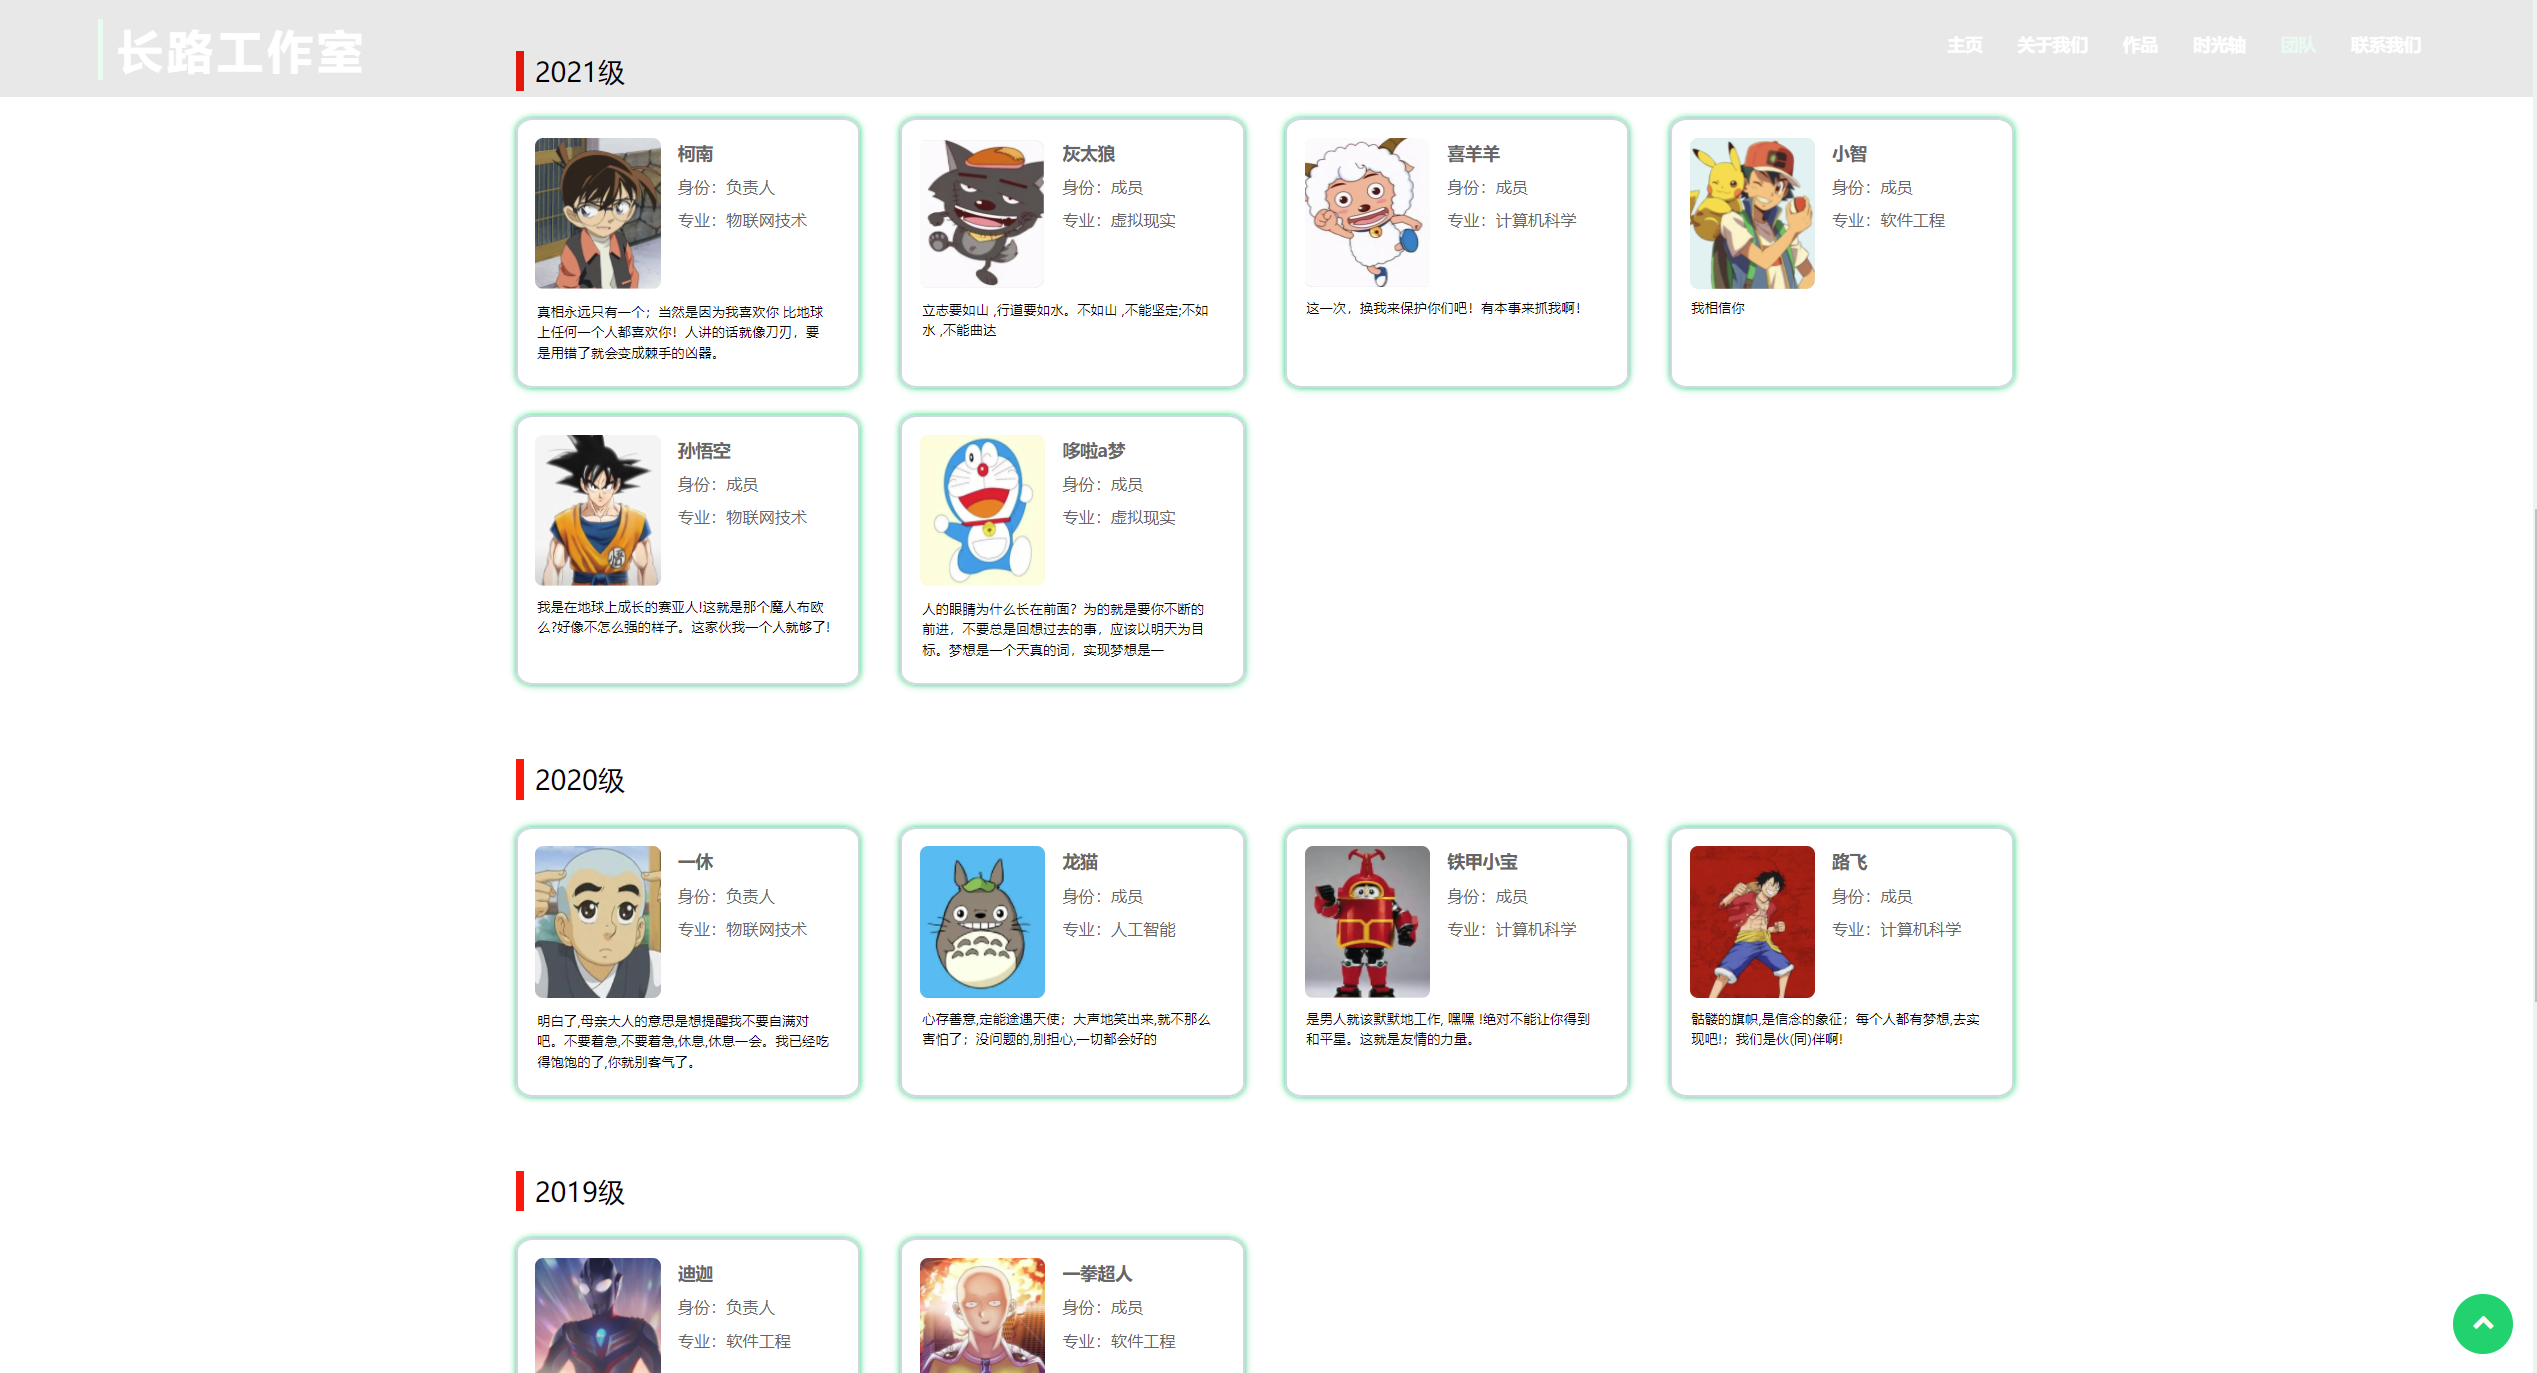 长路工作室
主页 关于我们 作品 时光轴 团队 联系我们
2021级
柯南
身份：负责人
专业：物联网技术
真相永远只有一个；当然是因为我喜欢你 比地球
上任何一个人都喜欢你！人讲的话就像刀刃，要
是用错了就会变成棘手的凶器。
灰太狼
身份：成员
专业：虚拟现实
立志要如山 ,行道要如水。不如山 ,不能坚定;不如
水 ,不能曲达
喜羊羊
身份：成员
专业：计算机科学
这一次，换我来保护你们吧！有本事来抓我啊！
小智
身份：成员
专业：软件工程
我相信你
孙悟空
身份：成员
专业：物联网技术
我是在地球上成长的赛亚人!这就是那个魔人布欧
么?好像不怎么强的样子。这家伙我一个人就够了!
哆啦a梦
身份：成员
专业：虚拟现实
人的眼睛为什么长在前面？为的就是要你不断的
前进，不要总是回想过去的事，应该以明天为目
标。梦想是一个天真的词，实现梦想是一
2020级
一休
身份：负责人
专业：物联网技术
明白了,母亲大人的意思是想提醒我不要自满对
吧。不要着急,不要着急,休息,休息一会。我已经吃
得饱饱的了,你就别客气了。
龙猫
身份：成员
专业：人工智能
心存善意,定能途遇天使；大声地笑出来,就不那么
害怕了；没问题的,别担心,一切都会好的
铁甲小宝
身份：成员
专业：计算机科学
是男人就该默默地工作, 嘿嘿 !绝对不能让你得到
和平星。这就是友情的力量。
路飞
身份：成员
专业：计算机科学
骷髅的旗帜,是信念的象征；每个人都有梦想,去实
现吧!；我们是伙(同)伴啊!
2019级
迪迦
身份：负责人
专业：软件工程
一拳超人
身份：成员
专业：软件工程